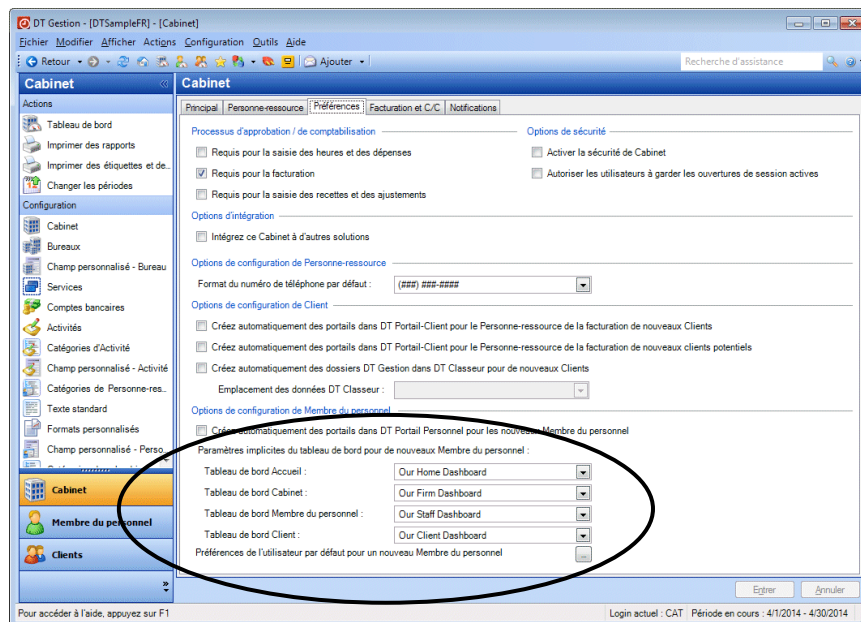 DT Gestion - [DTSampleFR] - [Cabinet]
Fichier Modifier Afficher Actions Configuration Outils Aide
Retour Ajouter Recherche d'assistance
Cabinet
Actions
Tableau de bord
Imprimer des rapports
Imprimer des étiquettes et de..
Changer les périodes
Configuration
Cabinet
Bureaux
Champ personnalisé - Bureau
Services
Comptes bancaires
Activités
Catégories d'Activité
Champ personnalisé - Activité
Catégories de Personne-res..
Texte standard
Formats personnalisés
Champ personnalisé - Perso..
Cabinet
Membre du personnel
Clients
Cabinet
Principal Personne-ressource Préférences Facturation et C/C Notifications
Processus d'approbation / de comptabilisation
Requis pour la saisie des heures et des dépenses
Requis pour la facturation
Requis pour la saisie des recettes et des ajustements
Options de sécurité
Activer la sécurité de Cabinet
Autoriser les utilisateurs à garder les ouvertures de session actives
Options d'intégration
Intégrez ce Cabinet à d'autres solutions
Options de configuration de Personne-ressource
Format du numéro de téléphone par défaut : (###) ###-####
Options de configuration de Client
Créez automatiquement des portails dans DT Portail-Client pour le Personne-ressource de la facturation de nouveaux Clients
Créez automatiquement des portails dans DT Portail-Client pour le Personne-ressource de la facturation de nouveaux clients potentiels
Créez automatiquement des dossiers DT Gestion dans DT Classeur pour de nouveaux Clients
Emplacement des données DT Classeur :
Options de configuration de Membre du personnel
Créez automatiquement des portails dans DT Portail Personnel pour les nouveaux Membre du personnel
Paramètres implicites du tableau de bord pour de nouveaux Membre du personnel :
Tableau de bord Accueil : Our Home Dashboard
Tableau de bord Cabinet : Our Firm Dashboard
Tableau de bord Membre du personnel : Our Staff Dashboard
Tableau de bord Client : Our Client Dashboard
Préférences de l'utilisateur par défaut pour un nouveau Membre du personnel ...
Entrer Annuler
Pour accéder à l'aide, appuyez sur F1 Login actuel : CAT Période en cours : 4/1/2014 - 4/30/2014